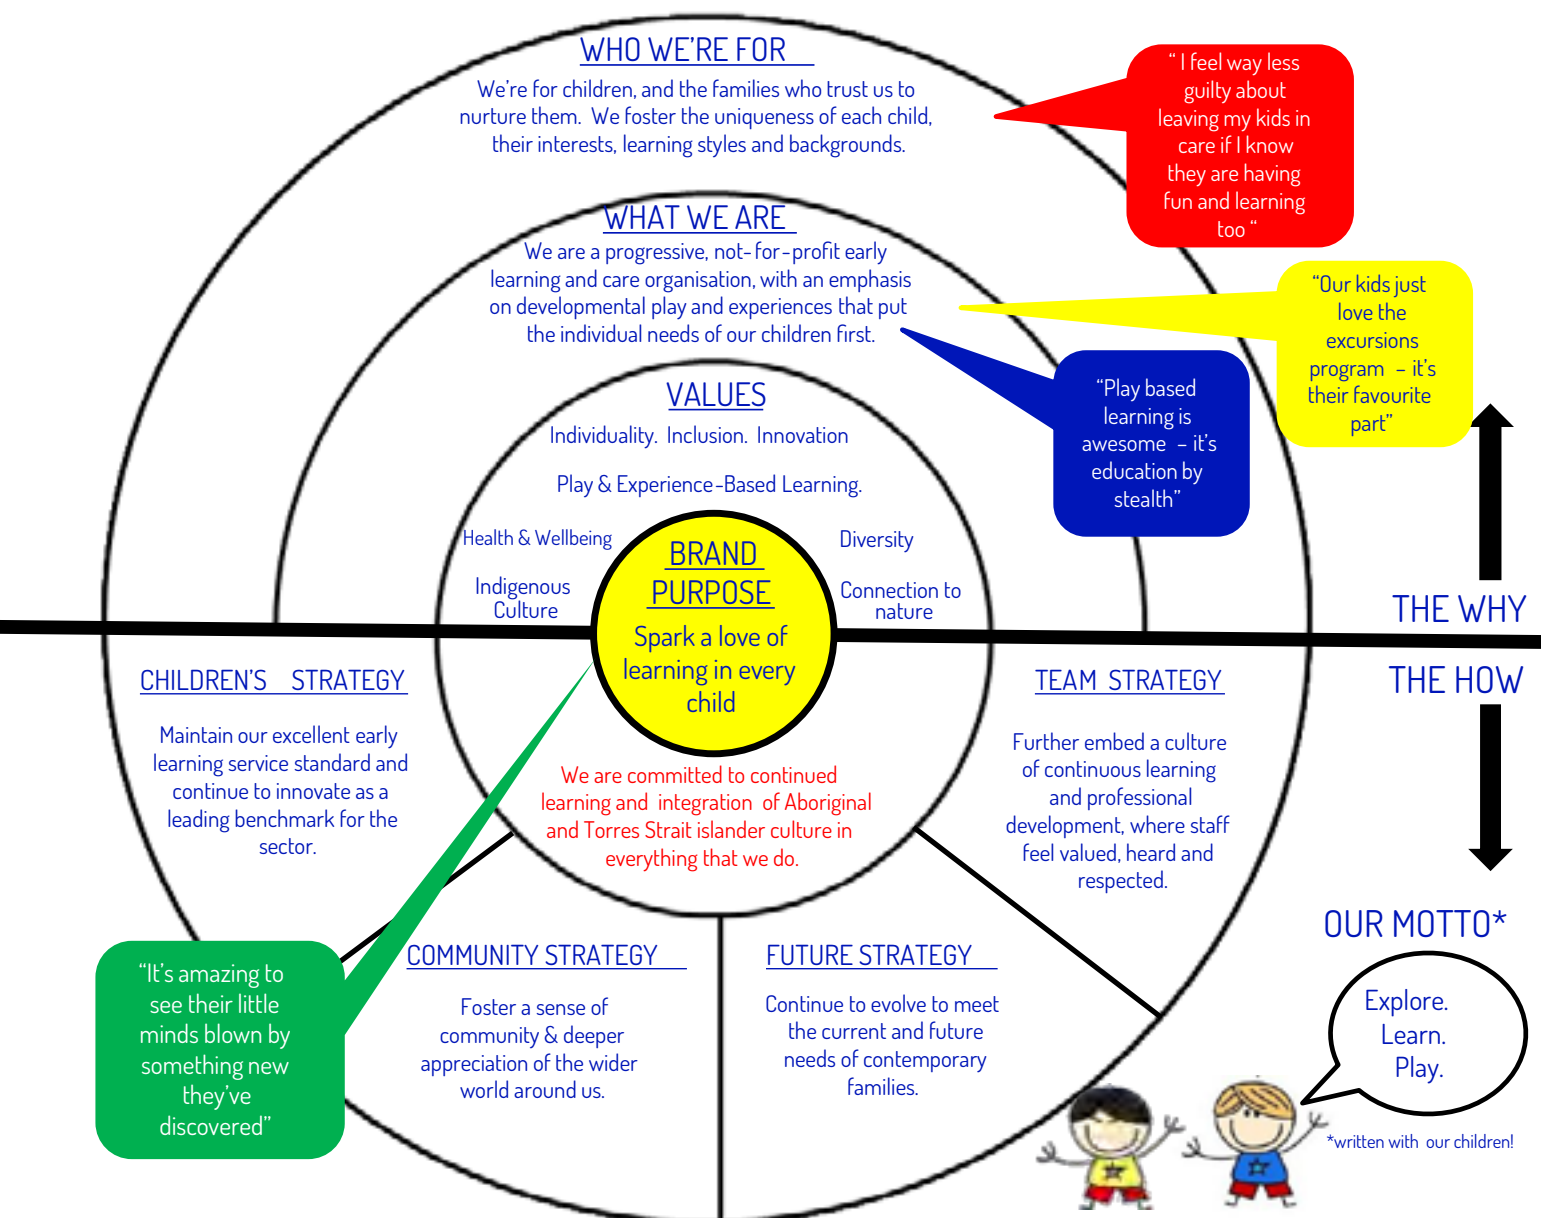 WHO WE'RE FOR
We're for children, and the families who trust us to
nurture them. We foster the uniqueness of each child,
their interests, learning styles and backgrounds.
" I feel way less
guilty about
leaving my kids in
care if I know
they are having
fun and learning
too "
WHAT WE ARE
We are a progressive, not-for-profit early
learning and care organisation, with an emphasis
on developmental play and experiences that put
the individual needs of our children first.
"Our kids just
love the
excursions
program – it's
their favourite
part"
"Play based
learning is
awesome – it's
education by
stealth"
VALUES
Individuality. Inclusion. Innovation
Play & Experience-Based Learning.
Health & Wellbeing
Indigenous
Culture
Diversity
Connection to
nature
BRAND
PURPOSE
Spark a love of
learning in every
child
THE WHY
THE HOW
CHILDREN'S STRATEGY
Maintain our excellent early
learning service standard and
continue to innovate as a
leading benchmark for the
sector.
We are committed to continued
learning and integration of Aboriginal
and Torres Strait islander culture in
everything that we do.
TEAM STRATEGY
Further embed a culture
of continuous learning
and professional
development, where staff
feel valued, heard and
respected.
"It's amazing to
see their little
minds blown by
something new
they've
discovered"
COMMUNITY STRATEGY
Foster a sense of
community & deeper
appreciation of the wider
world around us.
FUTURE STRATEGY
Continue to evolve to meet
the current and future
needs of contemporary
families.
OUR MOTTO*
Explore.
Learn.
Play.
*written with our children!